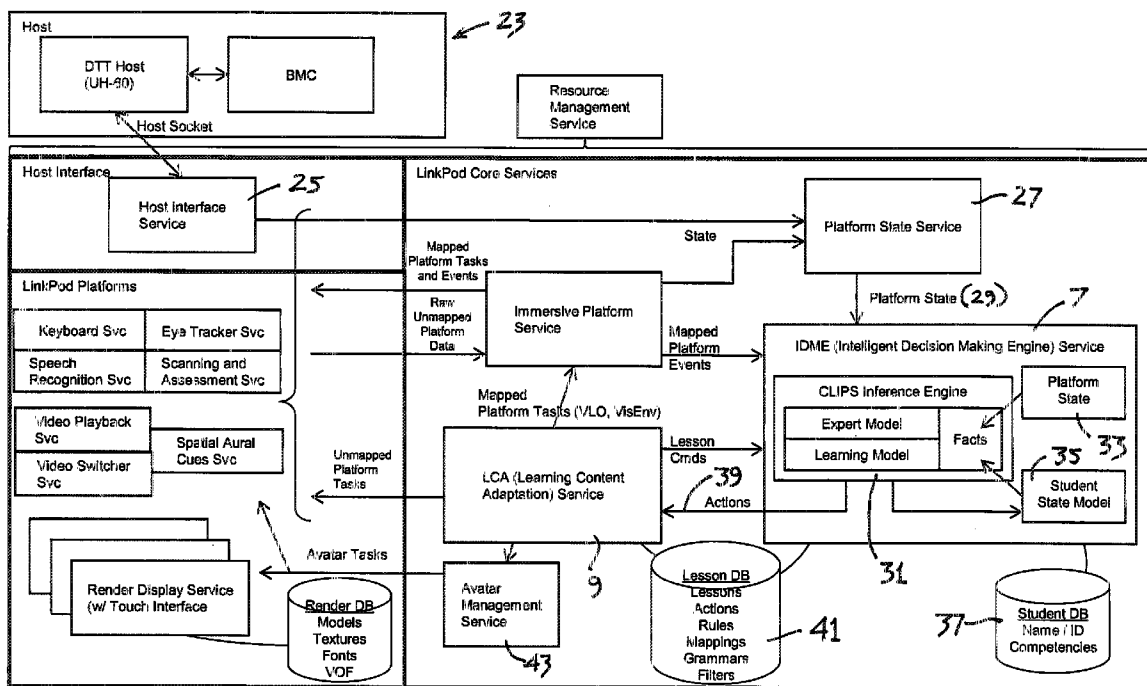 Host
23
DTT Host
(UH-60)
BMC
Resource
Management
Service
Host Socket
Host Interface
25
Host Interface
Service
LinkPod Core Services
27
Platform State Service
State
Mapped
Platform Tasks
and Events
Raw
Unmapped
Platform
Data
Immersive Platform
Service
Platform State (29)
7
Mapped
Platform
Events
LinkPod Platforms
Keyboard Svc
Eye Tracker Svc
Speech
Recognition Svc
Scanning and
Assessment Svc
Video Playback
Svc
Video Switcher
Svc
Spatial Aural
Cues Svc
Mapped
Platform Tasks (VLO, VisEnv)
Unmapped
Platform
Tasks
LCA (Learning Content
Adaptation) Service
9
Lesson
Cmds
39
Actions
IDME (Intelligent Decision Making Engine) Service
CLIPS Inference Engine
Expert Model
Learning Model
Facts
Platform
State
33
35
Student
State Model
31
Avatar Tasks
Render Display Service
(w/ Touch Interface
Render DB
Models
Textures
Fonts
VOF
Avatar
Management
Service
43
Lesson DB
Lessons
Actions
Rules
Mappings
Grammars
Filters
41
37
Student DB
Name / ID
Competencies